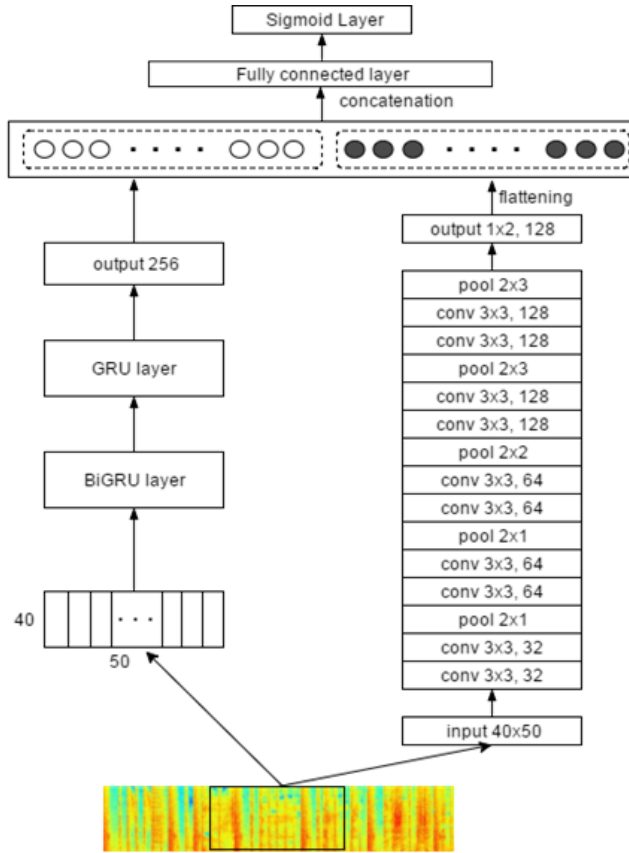 Sigmoid Layer
Fully connected layer
concatenation
flattening
output 256
output 1x2, 128
GRU layer
BiGRU layer
40
50
pool 2x3
conv 3x3, 128
conv 3x3, 128
pool 2x3
conv 3x3, 128
conv 3x3, 128
pool 2x2
conv 3x3, 64
conv 3x3, 64
pool 2x1
conv 3x3, 64
conv 3x3, 64
pool 2x1
conv 3x3, 32
conv 3x3, 32
input 40x50